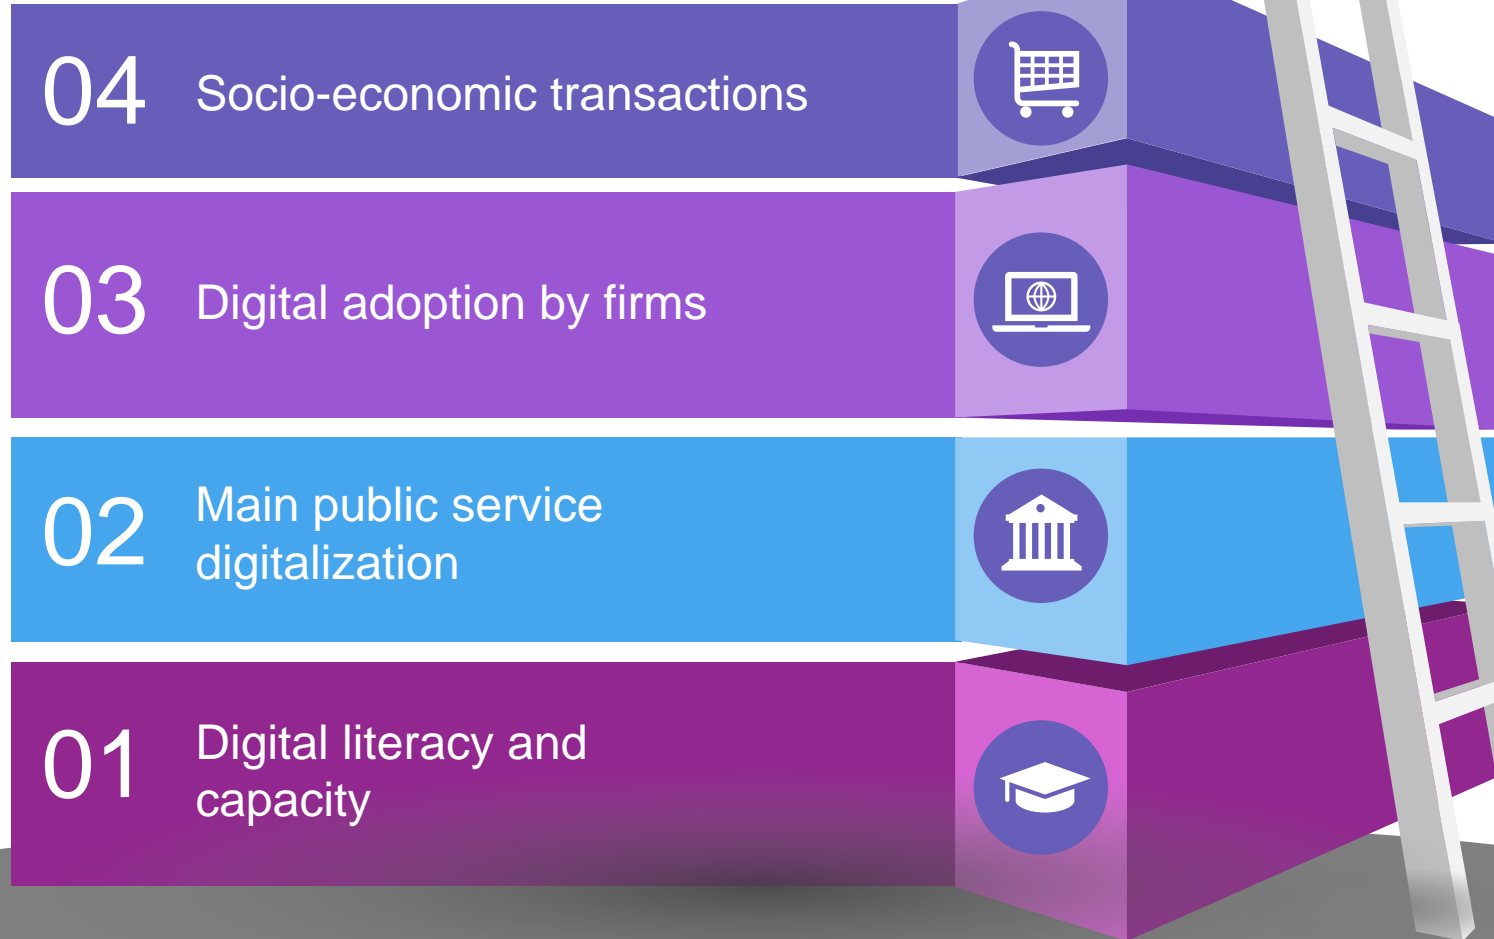 04
Socio-economic transactions
03
Digital adoption by firms
02
Main public service
digitalization
01
Digital literacy and
capacity